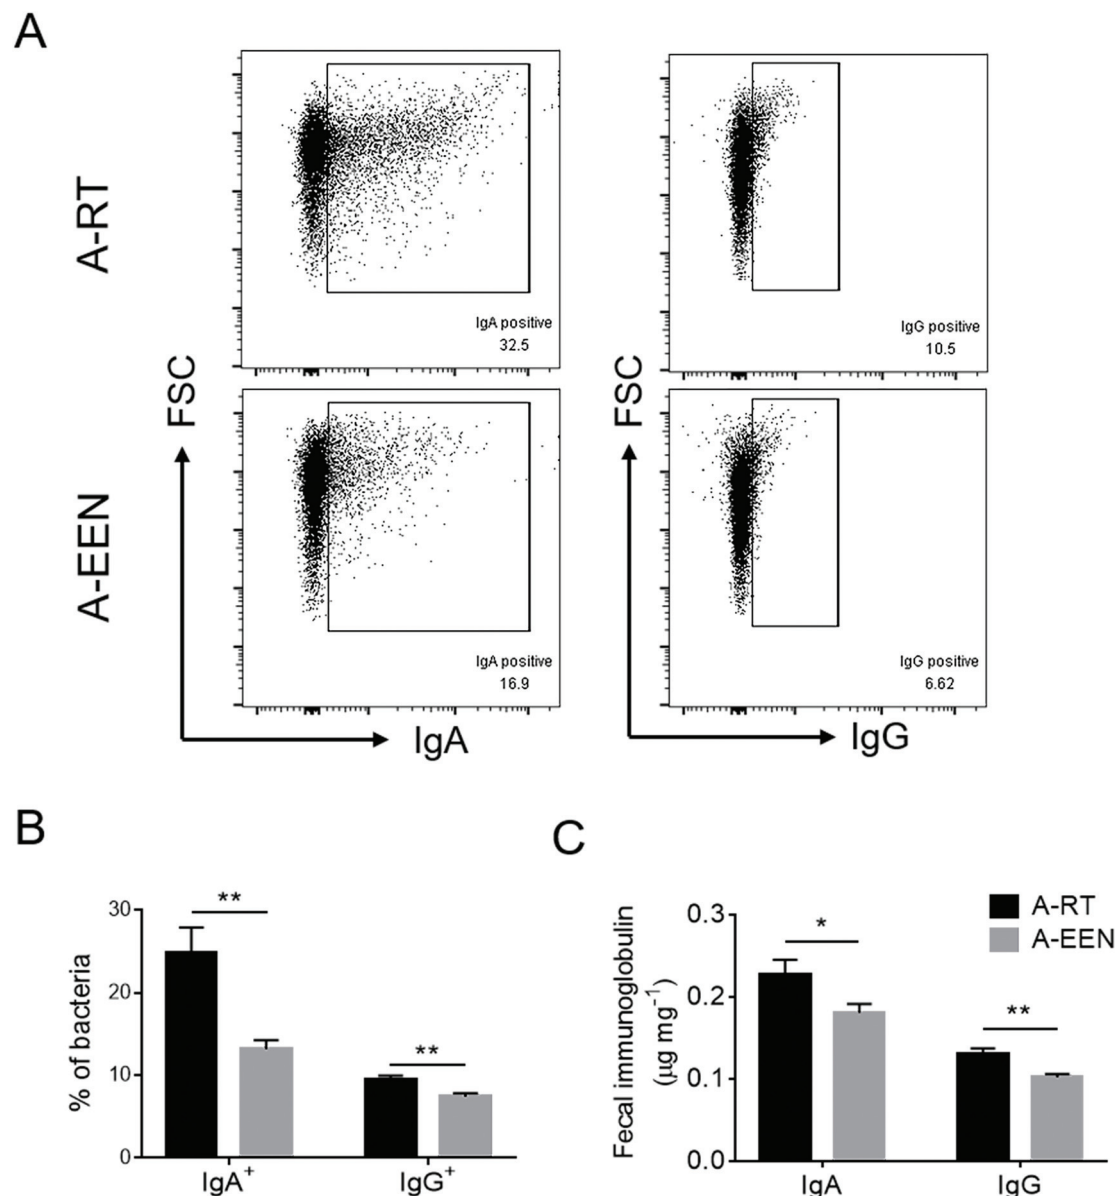 A
A-RT
FSC
IgA positive
32.5
FSC
IgG positive
10.5
A-EEN
IgA positive
16.9
IgG positive
6.62
IgA
IgG
B
% of bacteria
30
20
10
0
**
**
IgA⁺
IgG⁺
C
Fecal immunoglobulin
(µg mg⁻¹)
0.3
0.2
0.1
0.0
*
**
A-RT
A-EEN
IgA
IgG